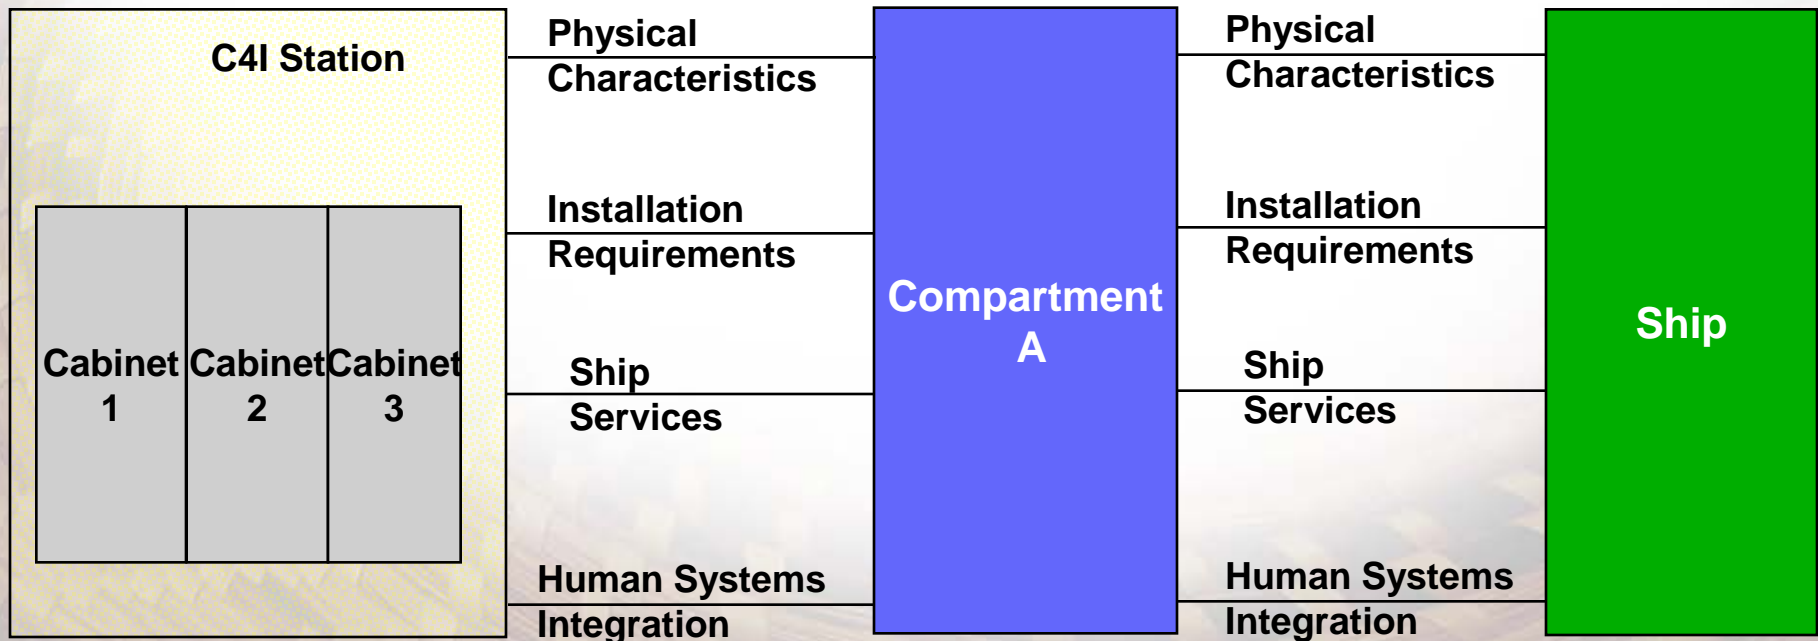 C4I Station
Cabinet
1
Cabinet
2
Cabinet
3
Physical
Characteristics
Installation
Requirements
Ship
Services
Human Systems
Integration
Compartment
A
Physical
Characteristics
Installation
Requirements
Ship
Services
Human Systems
Integration
Ship